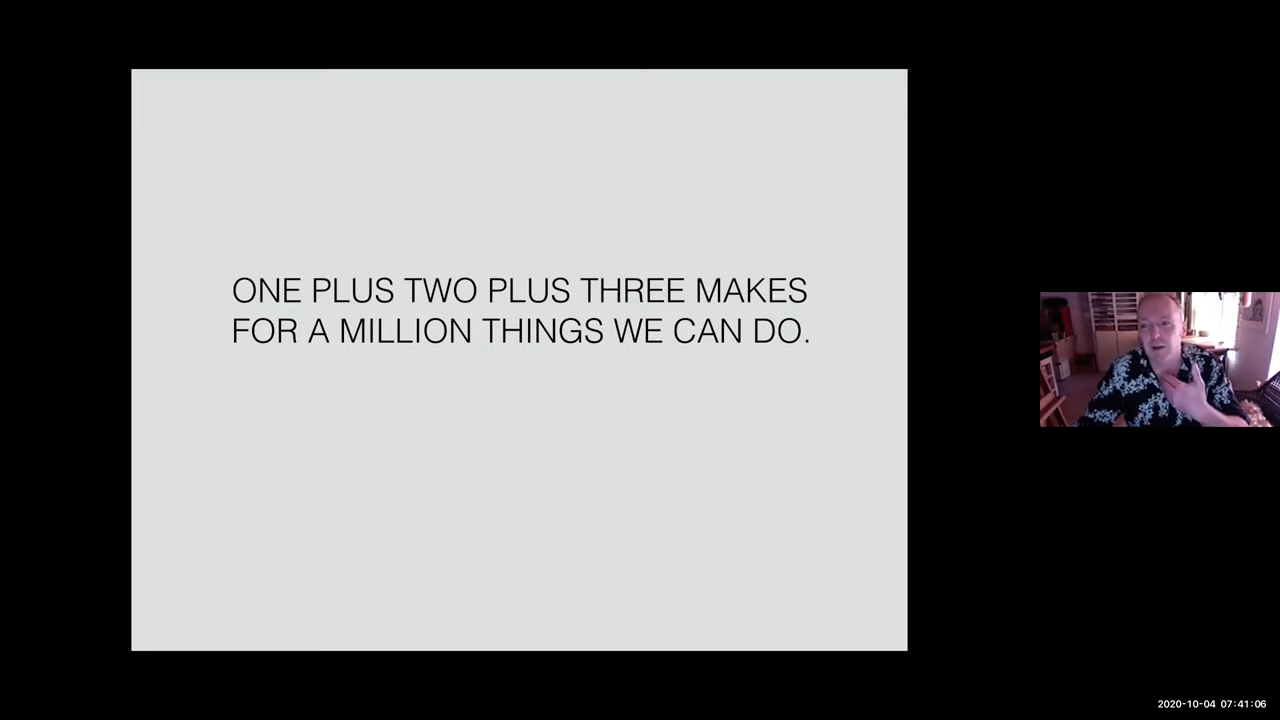 ONE PLUS TWO PLUS THREE MAKES
FOR A MILLION THINGS WE CAN DO.
2020-10-04 07:41:06